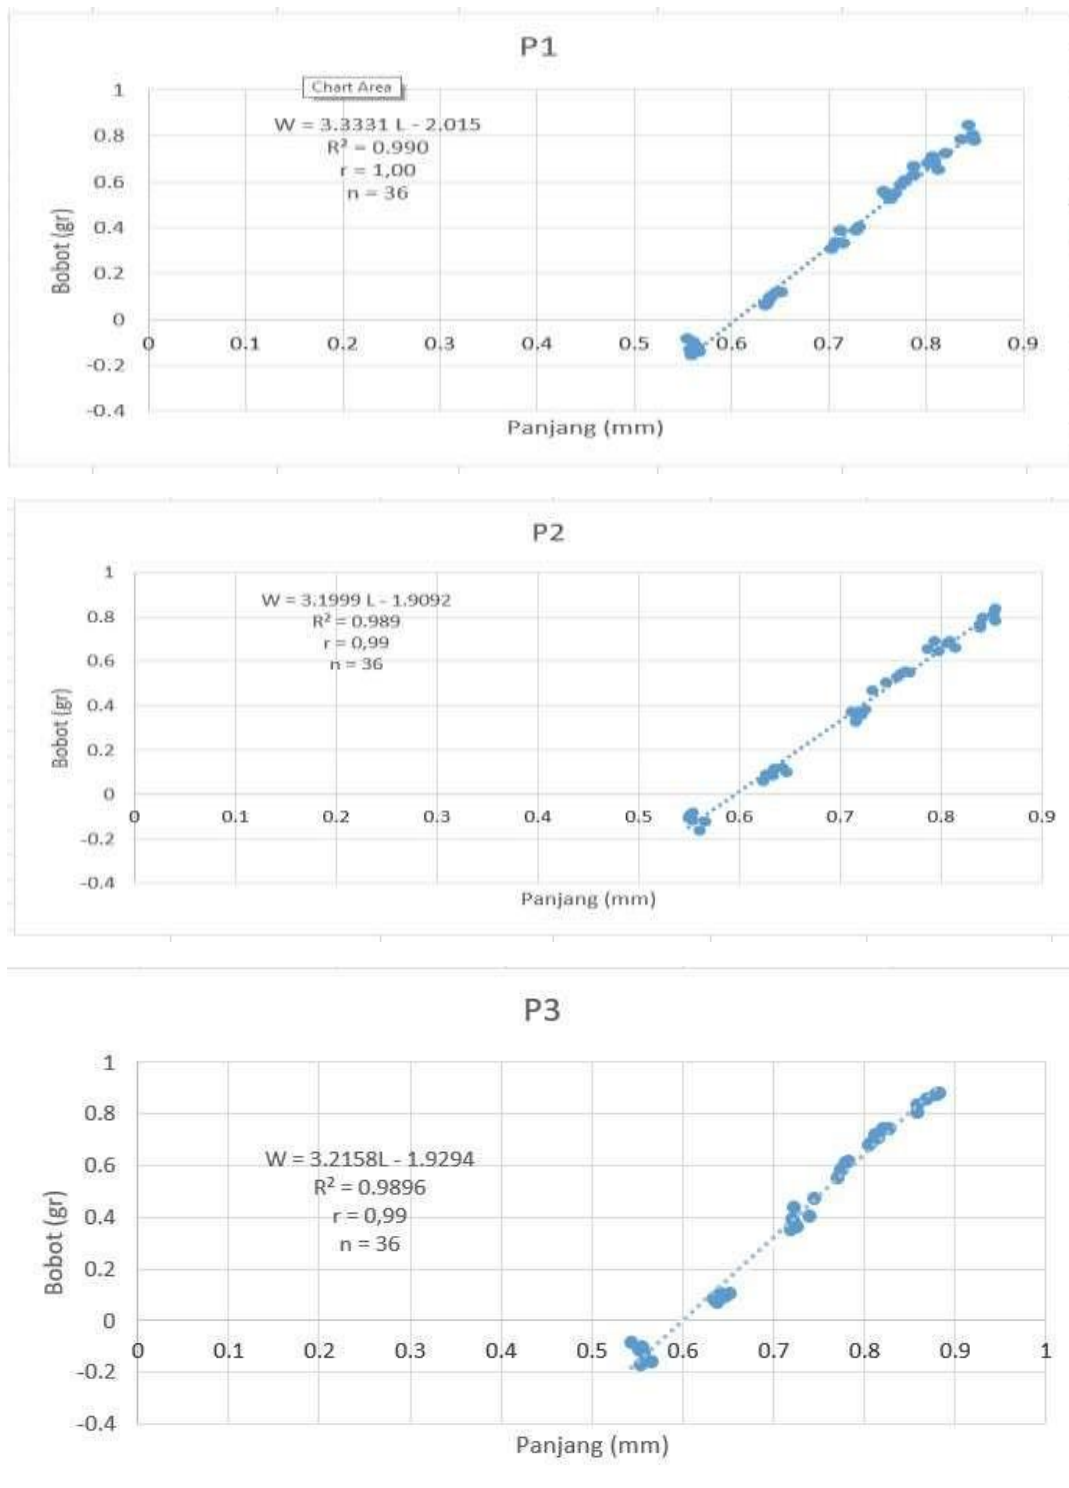 P1
Chart Area
W = 3.3331 L - 2.015
R² = 0.990
r = 1,00
n = 36
Bobot (gr)
1
0.8
0.6
0.4
0.2
0
-0.2
-0.4
0 0.1 0.2 0.3 0.4 0.5 0.6 0.7 0.8 0.9
Panjang (mm)
P2
W = 3.1999 L - 1.9092
R² = 0.989
r = 0,99
n = 36
Bobot (gr)
1
0.8
0.6
0.4
0.2
0
-0.2
-0.4
0 0.1 0.2 0.3 0.4 0.5 0.6 0.7 0.8 0.9
Panjang (mm)
P3
W = 3.2158L - 1.9294
R² = 0.9896
r = 0,99
n = 36
Bobot (gr)
1
0.8
0.6
0.4
0.2
0
-0.2
-0.4
0 0.1 0.2 0.3 0.4 0.5 0.6 0.7 0.8 0.9 1
Panjang (mm)